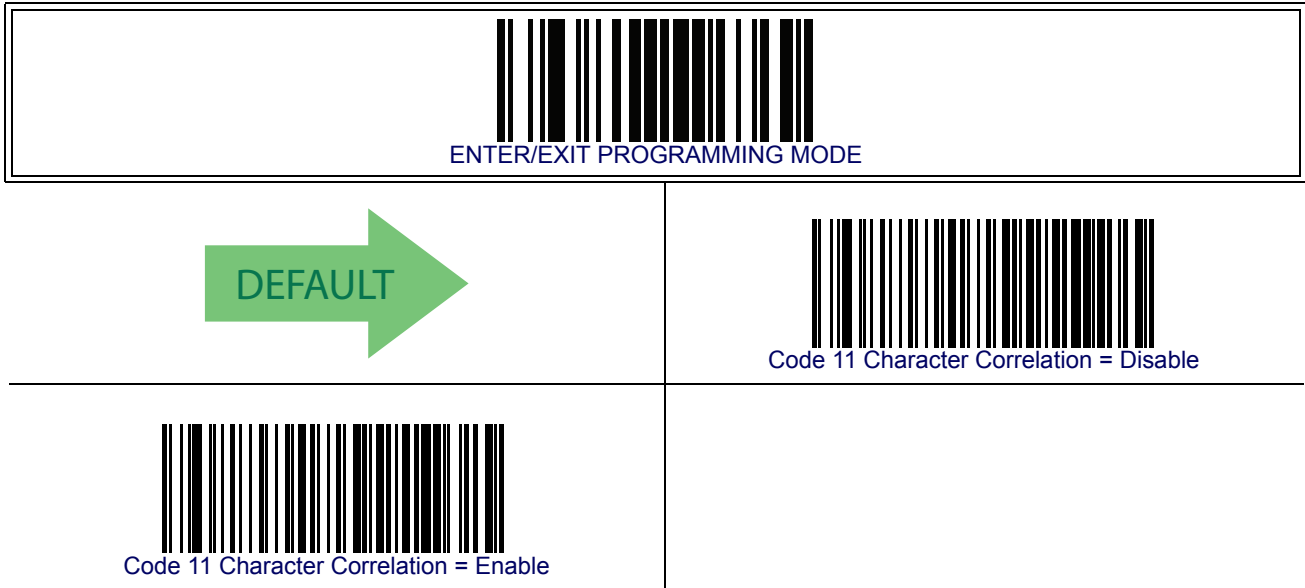 ENTER/EXIT PROGRAMMING MODE
DEFAULT
Code 11 Character Correlation = Disable
Code 11 Character Correlation = Enable